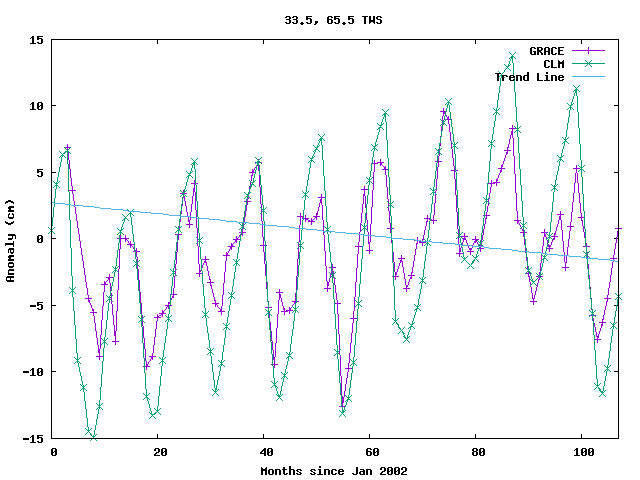 33.5, 65.5 TWS
GRACE
CLM
Trend Line
15
10
5
0
-5
-10
-15
Anomaly (cm)
0 20 40 60 80 100
Months since Jan 2002